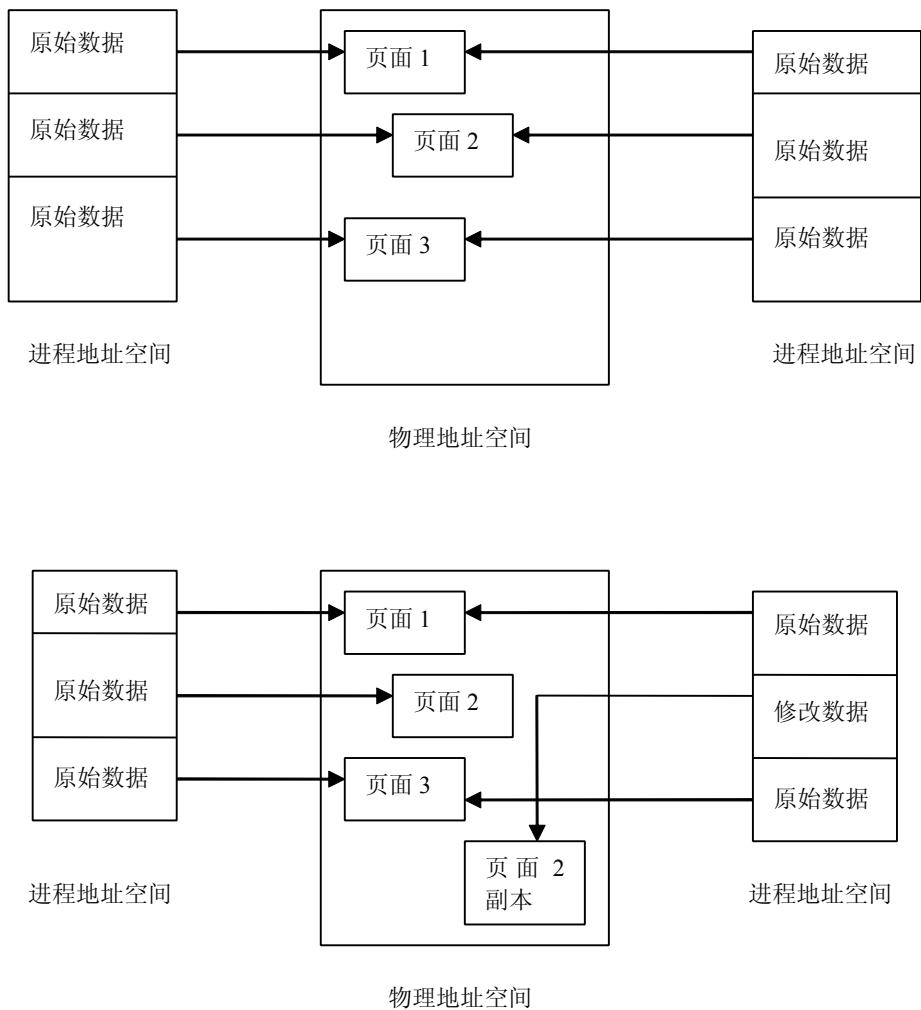 原始数据
原始数据
原始数据
进程地址空间
页面 1
页面 2
页面 3
物理地址空间
原始数据
原始数据
原始数据
进程地址空间
原始数据
原始数据
原始数据
进程地址空间
页面 1
页面 2
页面 3
页 面 2
副本
物理地址空间
原始数据
修改数据
原始数据
进程地址空间